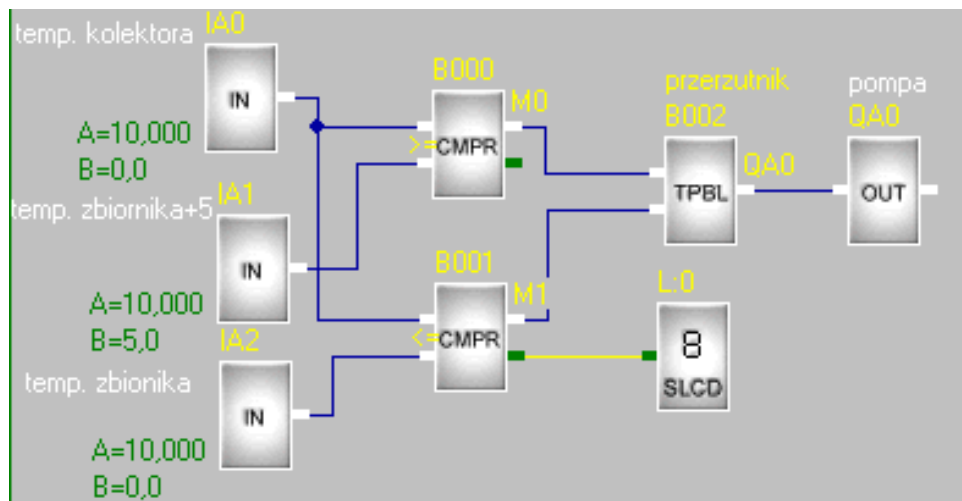 temp. kolektora
IA0
IN
A=10,000
B=0,0
temp. zbiornika+5
IA1
IN
A=10,000
B=5,0
IA2
temp. zbionika
IN
A=10,000
B=0,0
B000
M0
>=
CMPR
B001
M1
<=
CMPR
przerzutnik
B002
TPBL
QA0
pompa
QA0
OUT
L:0
8
SLCD